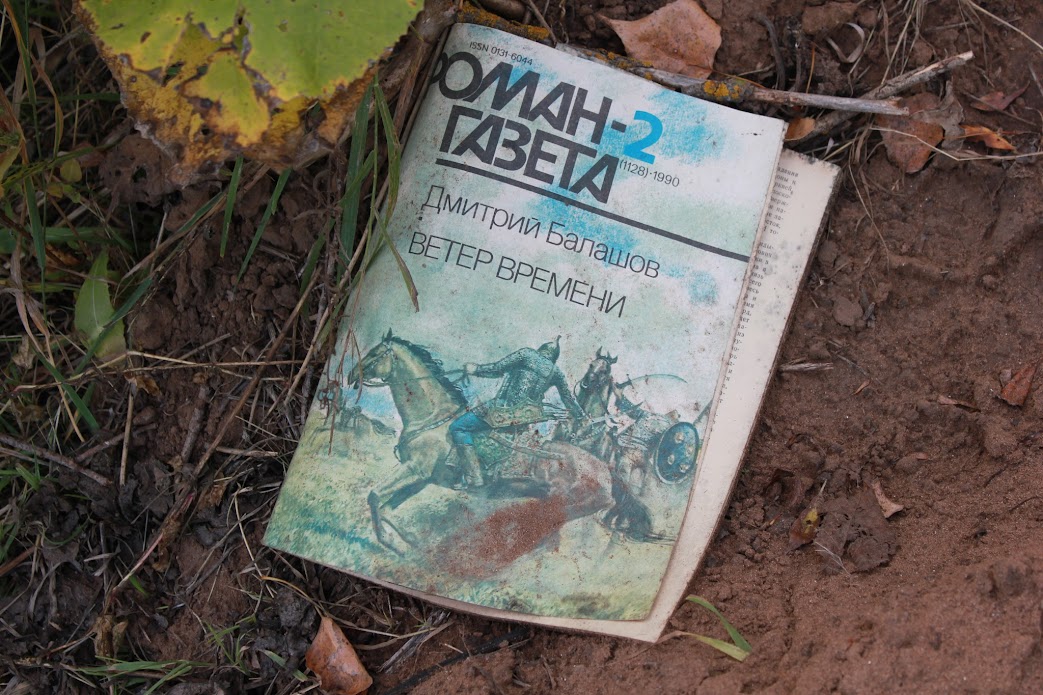 ISSN 0131-6044
РОМАН-2
ГАЗЕТА (1128)·1990
Дмитрий Балашов
ВЕТЕР ВРЕМЕНИ